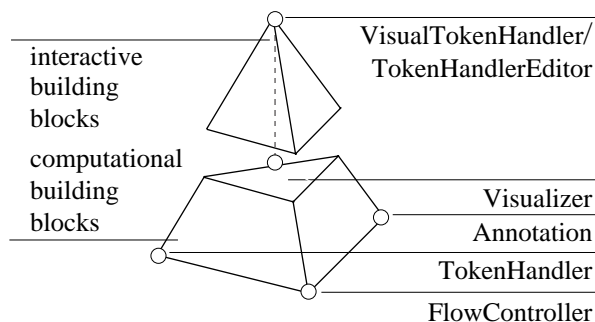 interactive
building
blocks
computational
building
blocks
VisualTokenHandler/
TokenHandlerEditor
Visualizer
Annotation
TokenHandler
FlowController